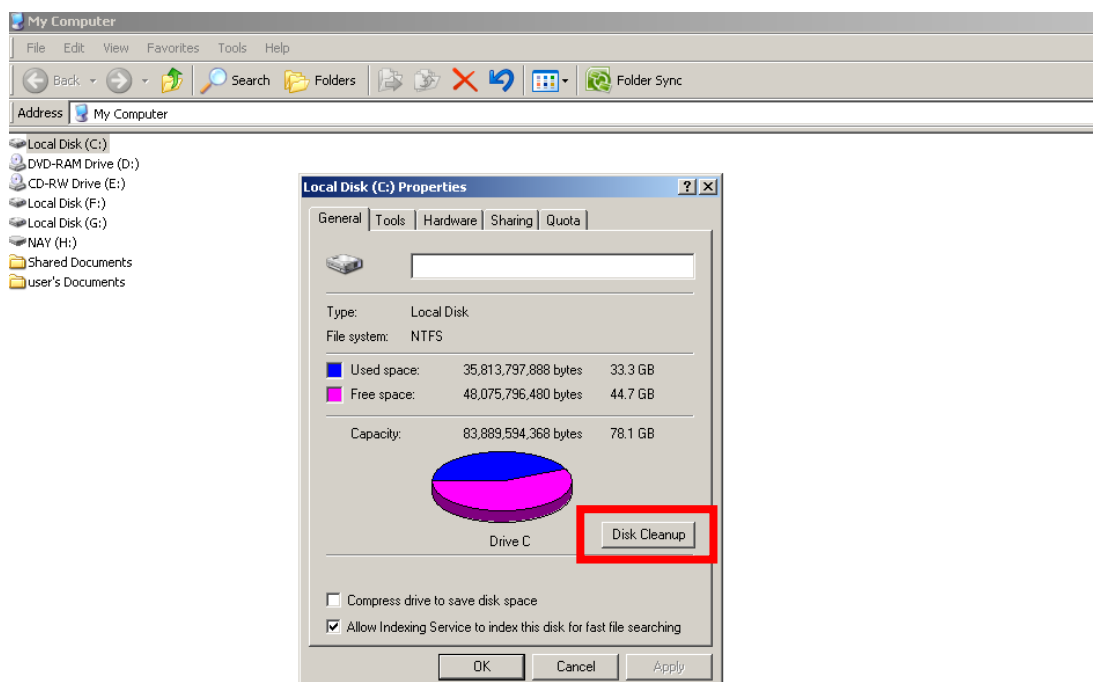 My Computer
File Edit View Favorites Tools Help
Back Search Folders Folder Sync
Address My Computer
Local Disk (C:)
DVD-RAM Drive (D:)
CD-RW Drive (E:)
Local Disk (F:)
Local Disk (G:)
NAY (H:)
Shared Documents
user's Documents
Local Disk (C:) Properties
General Tools Hardware Sharing Quota
Type: Local Disk
File system: NTFS
Used space: 35,813,797,888 bytes 33.3 GB
Free space: 48,075,796,480 bytes 44.7 GB
Capacity: 83,889,594,368 bytes 78.1 GB
Drive C
Disk Cleanup
Compress drive to save disk space
Allow Indexing Service to index this disk for fast file searching
OK Cancel Apply